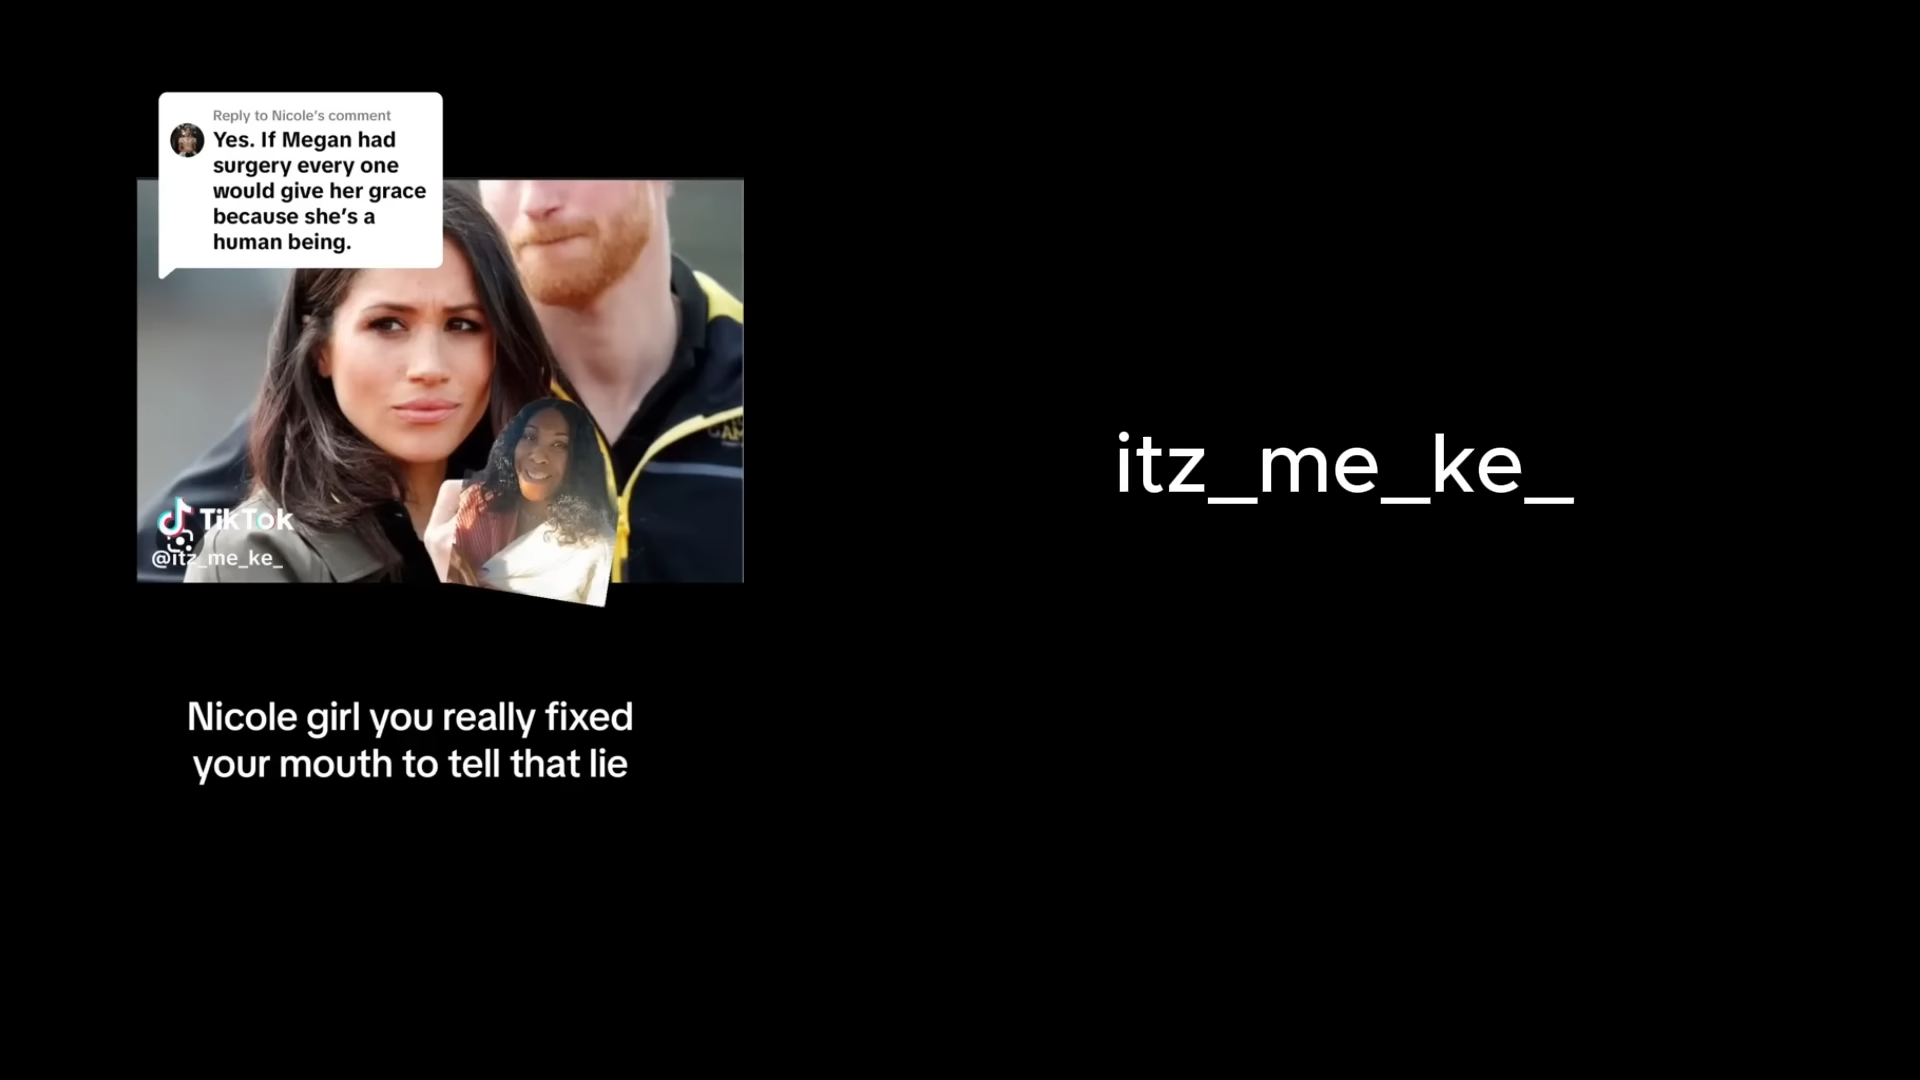 Reply to Nicole's comment
Yes. If Megan had
surgery every one
would give her grace
because she's a
human being.
TikTok
@itz_me_ke_
itz_me_ke_
Nicole girl you really fixed
your mouth to tell that lie